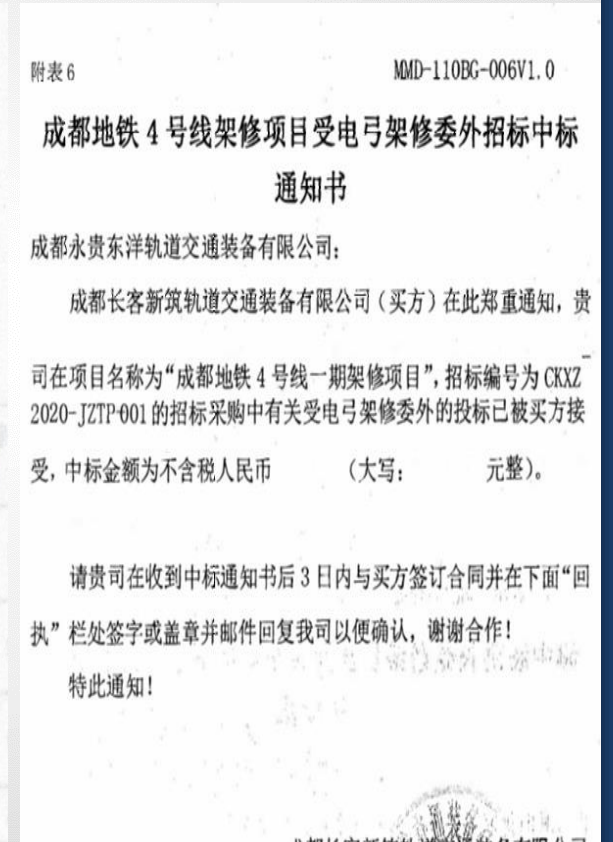 附表6 MMD-110BG-006V1.0
成都地铁4号线架修项目受电弓架修委外招标中标
通知书
成都永贵东洋轨道交通装备有限公司：
成都长客新筑轨道交通装备有限公司（买方）在此郑重通知，贵
司在项目名称为“成都地铁4号线一期架修项目”，招标编号为CKXZ
2020-JZTP-001的招标采购中有关受电弓架修委外的投标已被买方接
受，中标金额为不含税人民币 （大写： 元整）。
请贵司在收到中标通知书后3日内与买方签订合同并在下面“回
执”栏处签字或盖章并邮件回复我司以便确认，谢谢合作！
特此通知！
通装备